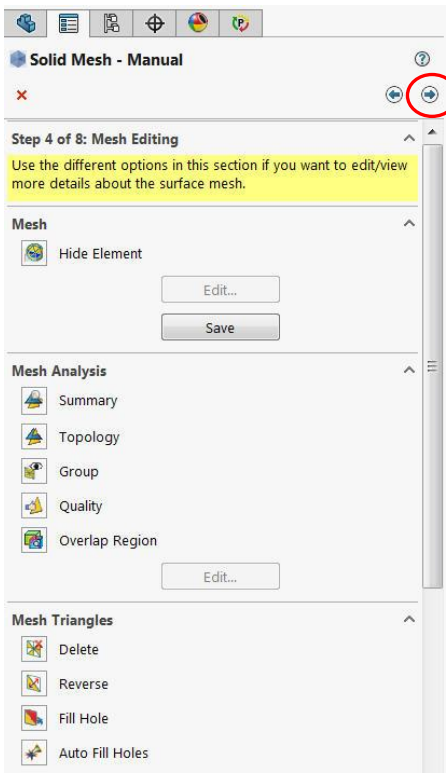 Solid Mesh - Manual
Step 4 of 8: Mesh Editing
Use the different options in this section if you want to edit/view
more details about the surface mesh.
Mesh
Hide Element
Edit...
Save
Mesh Analysis
Summary
Topology
Group
Quality
Overlap Region
Edit...
Mesh Triangles
Delete
Reverse
Fill Hole
Auto Fill Holes